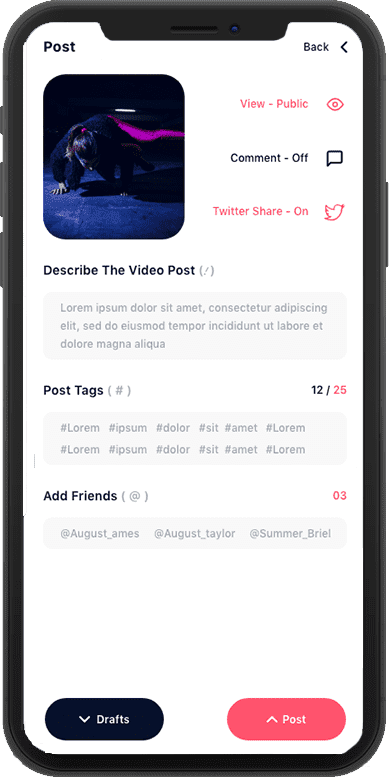 Post
Back
View - Public
Comment - Off
Twitter Share - On
Describe The Video Post (/)
Lorem ipsum dolor sit amet, consectetur adipiscing
elit, sed do eiusmod tempor incididunt ut labore et
dolore magna aliqua
Post Tags ( # )
12 / 25
#Lorem #ipsum #dolor #sit #amet #Lorem
#Lorem #ipsum #dolor #sit #amet #Lorem
Add Friends ( @ )
03
@August_ames @August_taylor @Summer_Briel
Drafts
Post